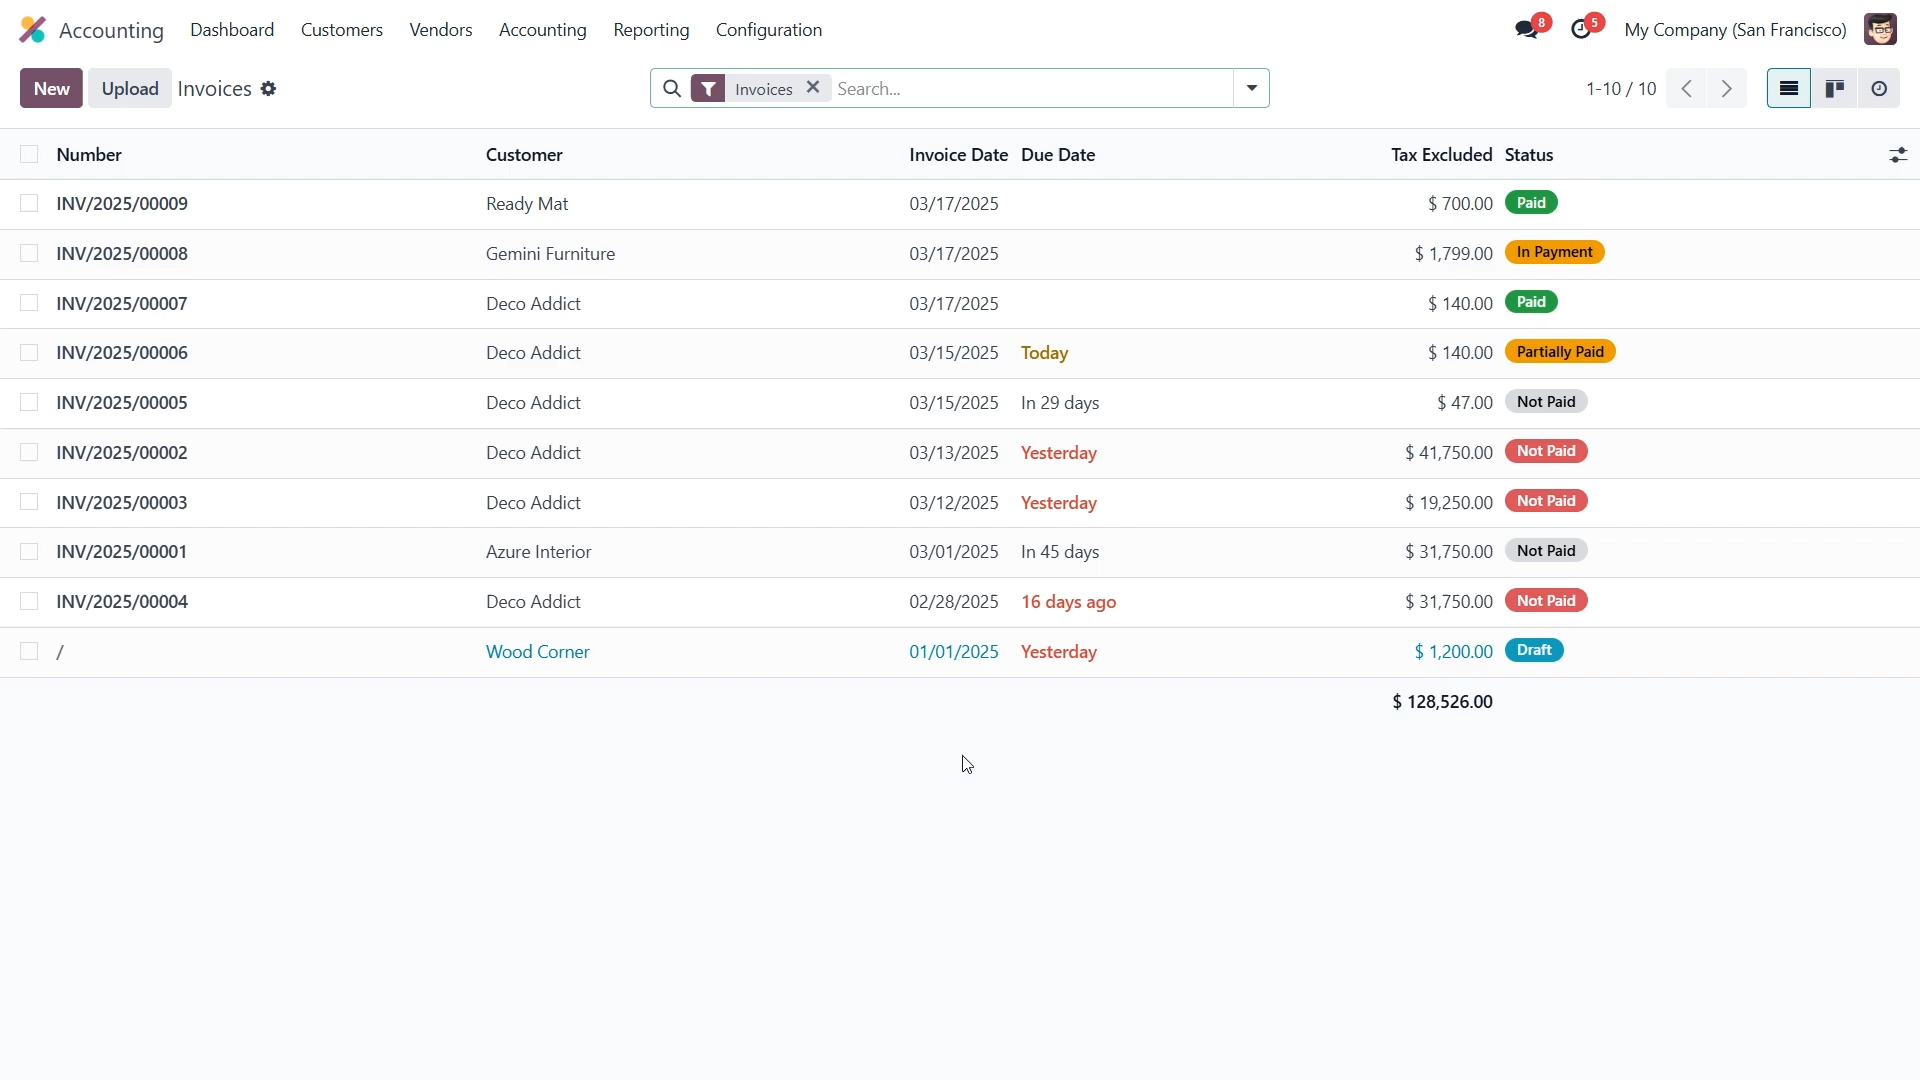 Accounting Dashboard Customers Vendors Accounting Reporting Configuration 8 5 My Company (San Francisco)
New Upload Invoices Invoices Search... 1-10 / 10
Number Customer Invoice Date Due Date Tax Excluded Status
INV/2025/00009 Ready Mat 03/17/2025 $ 700.00 Paid
INV/2025/00008 Gemini Furniture 03/17/2025 $ 1,799.00 In Payment
INV/2025/00007 Deco Addict 03/17/2025 $ 140.00 Paid
INV/2025/00006 Deco Addict 03/15/2025 Today $ 140.00 Partially Paid
INV/2025/00005 Deco Addict 03/15/2025 In 29 days $ 47.00 Not Paid
INV/2025/00002 Deco Addict 03/13/2025 Yesterday $ 41,750.00 Not Paid
INV/2025/00003 Deco Addict 03/12/2025 Yesterday $ 19,250.00 Not Paid
INV/2025/00001 Azure Interior 03/01/2025 In 45 days $ 31,750.00 Not Paid
INV/2025/00004 Deco Addict 02/28/2025 16 days ago $ 31,750.00 Not Paid
/ Wood Corner 01/01/2025 Yesterday $ 1,200.00 Draft
$ 128,526.00